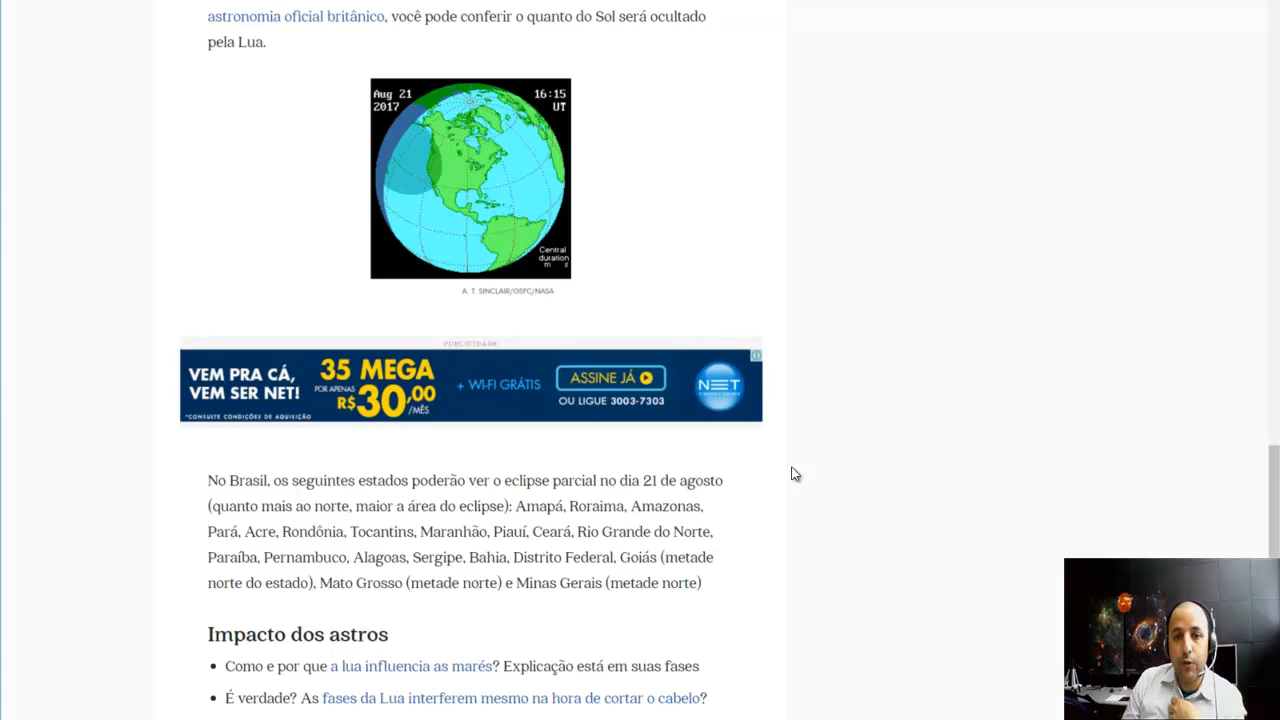 astronomia oficial britânico, você pode conferir o quanto do Sol será ocultado
pela Lua.
Aug 21
2017
16:15
UT
Central
duration
m s
A. T. SINCLAIR/GSFC/NASA
PUBLICIDADE
VEM PRA CÁ,
VEM SER NET!
*CONSULTE CONDIÇÕES DE AQUISIÇÃO
35 MEGA
POR APENAS
R$30,00
/MÊS
+ WI-FI GRÁTIS
ASSINE JÁ
OU LIGUE 3003-7303
NET
No Brasil, os seguintes estados poderão ver o eclipse parcial no dia 21 de agosto
(quanto mais ao norte, maior a área do eclipse): Amapá, Roraima, Amazonas,
Pará, Acre, Rondônia, Tocantins, Maranhão, Piauí, Ceará, Rio Grande do Norte,
Paraíba, Pernambuco, Alagoas, Sergipe, Bahia, Distrito Federal, Goiás (metade
norte do estado), Mato Grosso (metade norte) e Minas Gerais (metade norte)
Impacto dos astros
• Como e por que a lua influencia as marés? Explicação está em suas fases
• É verdade? As fases da Lua interferem mesmo na hora de cortar o cabelo?